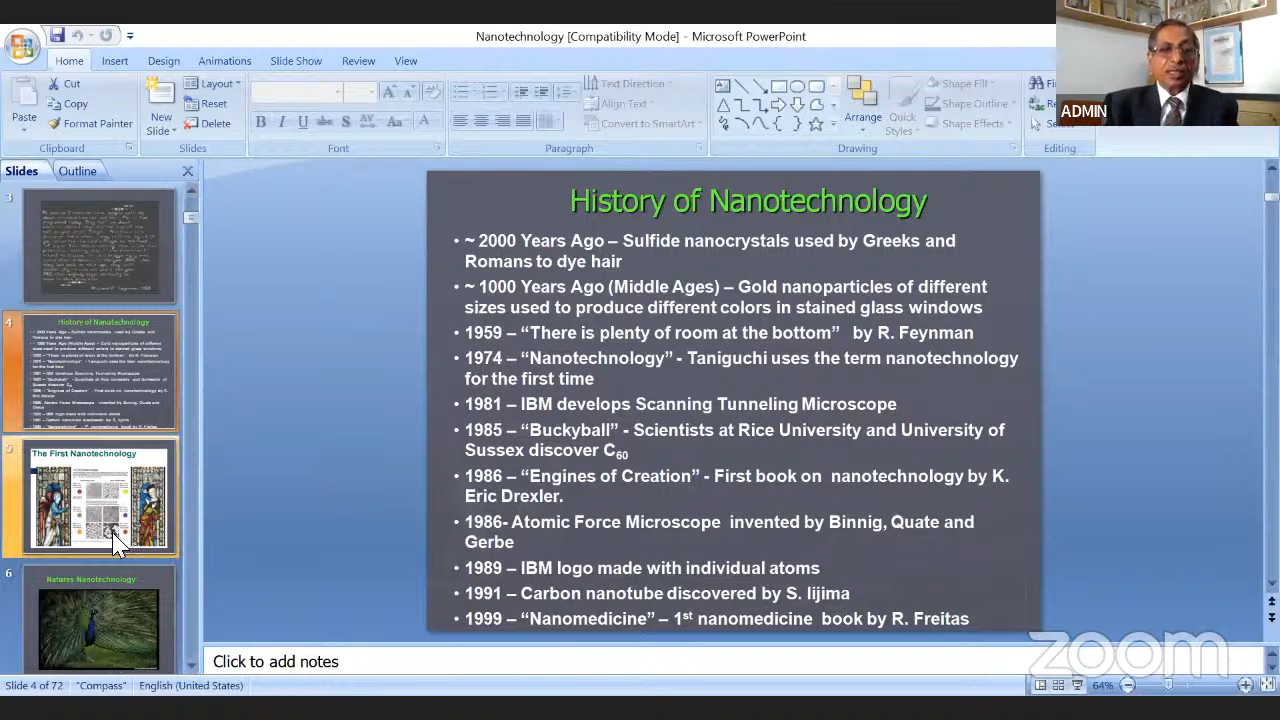 Nanotechnology [Compatibility Mode] - Microsoft PowerPoint
Home Insert Design Animations Slide Show Review View
Paste
Cut
Copy
Format Painter
Clipboard
New Slide
Layout
Reset
Delete
Slides
Font
Text Direction
Align Text
Convert to SmartArt
Paragraph
Arrange
Quick Styles
Shape Fill
Shape Outline
Shape Effects
Drawing
Editing
ADMIN
Slides Outline
3
4
History of Nanotechnology
5
The First Nanotechnology
6
Natures Nanotechnology
History of Nanotechnology
• ~ 2000 Years Ago – Sulfide nanocrystals used by Greeks and
Romans to dye hair
• ~ 1000 Years Ago (Middle Ages) – Gold nanoparticles of different
sizes used to produce different colors in stained glass windows
• 1959 – “There is plenty of room at the bottom” by R. Feynman
• 1974 – “Nanotechnology” - Taniguchi uses the term nanotechnology
for the first time
• 1981 – IBM develops Scanning Tunneling Microscope
• 1985 – “Buckyball” - Scientists at Rice University and University of
Sussex discover C60
• 1986 – “Engines of Creation” - First book on nanotechnology by K.
Eric Drexler.
• 1986- Atomic Force Microscope invented by Binnig, Quate and
Gerbe
• 1989 – IBM logo made with individual atoms
• 1991 – Carbon nanotube discovered by S. Iijima
• 1999 – “Nanomedicine” – 1st nanomedicine book by R. Freitas
Click to add notes
zoom
Slide 4 of 72 "Compass" English (United States) 64%